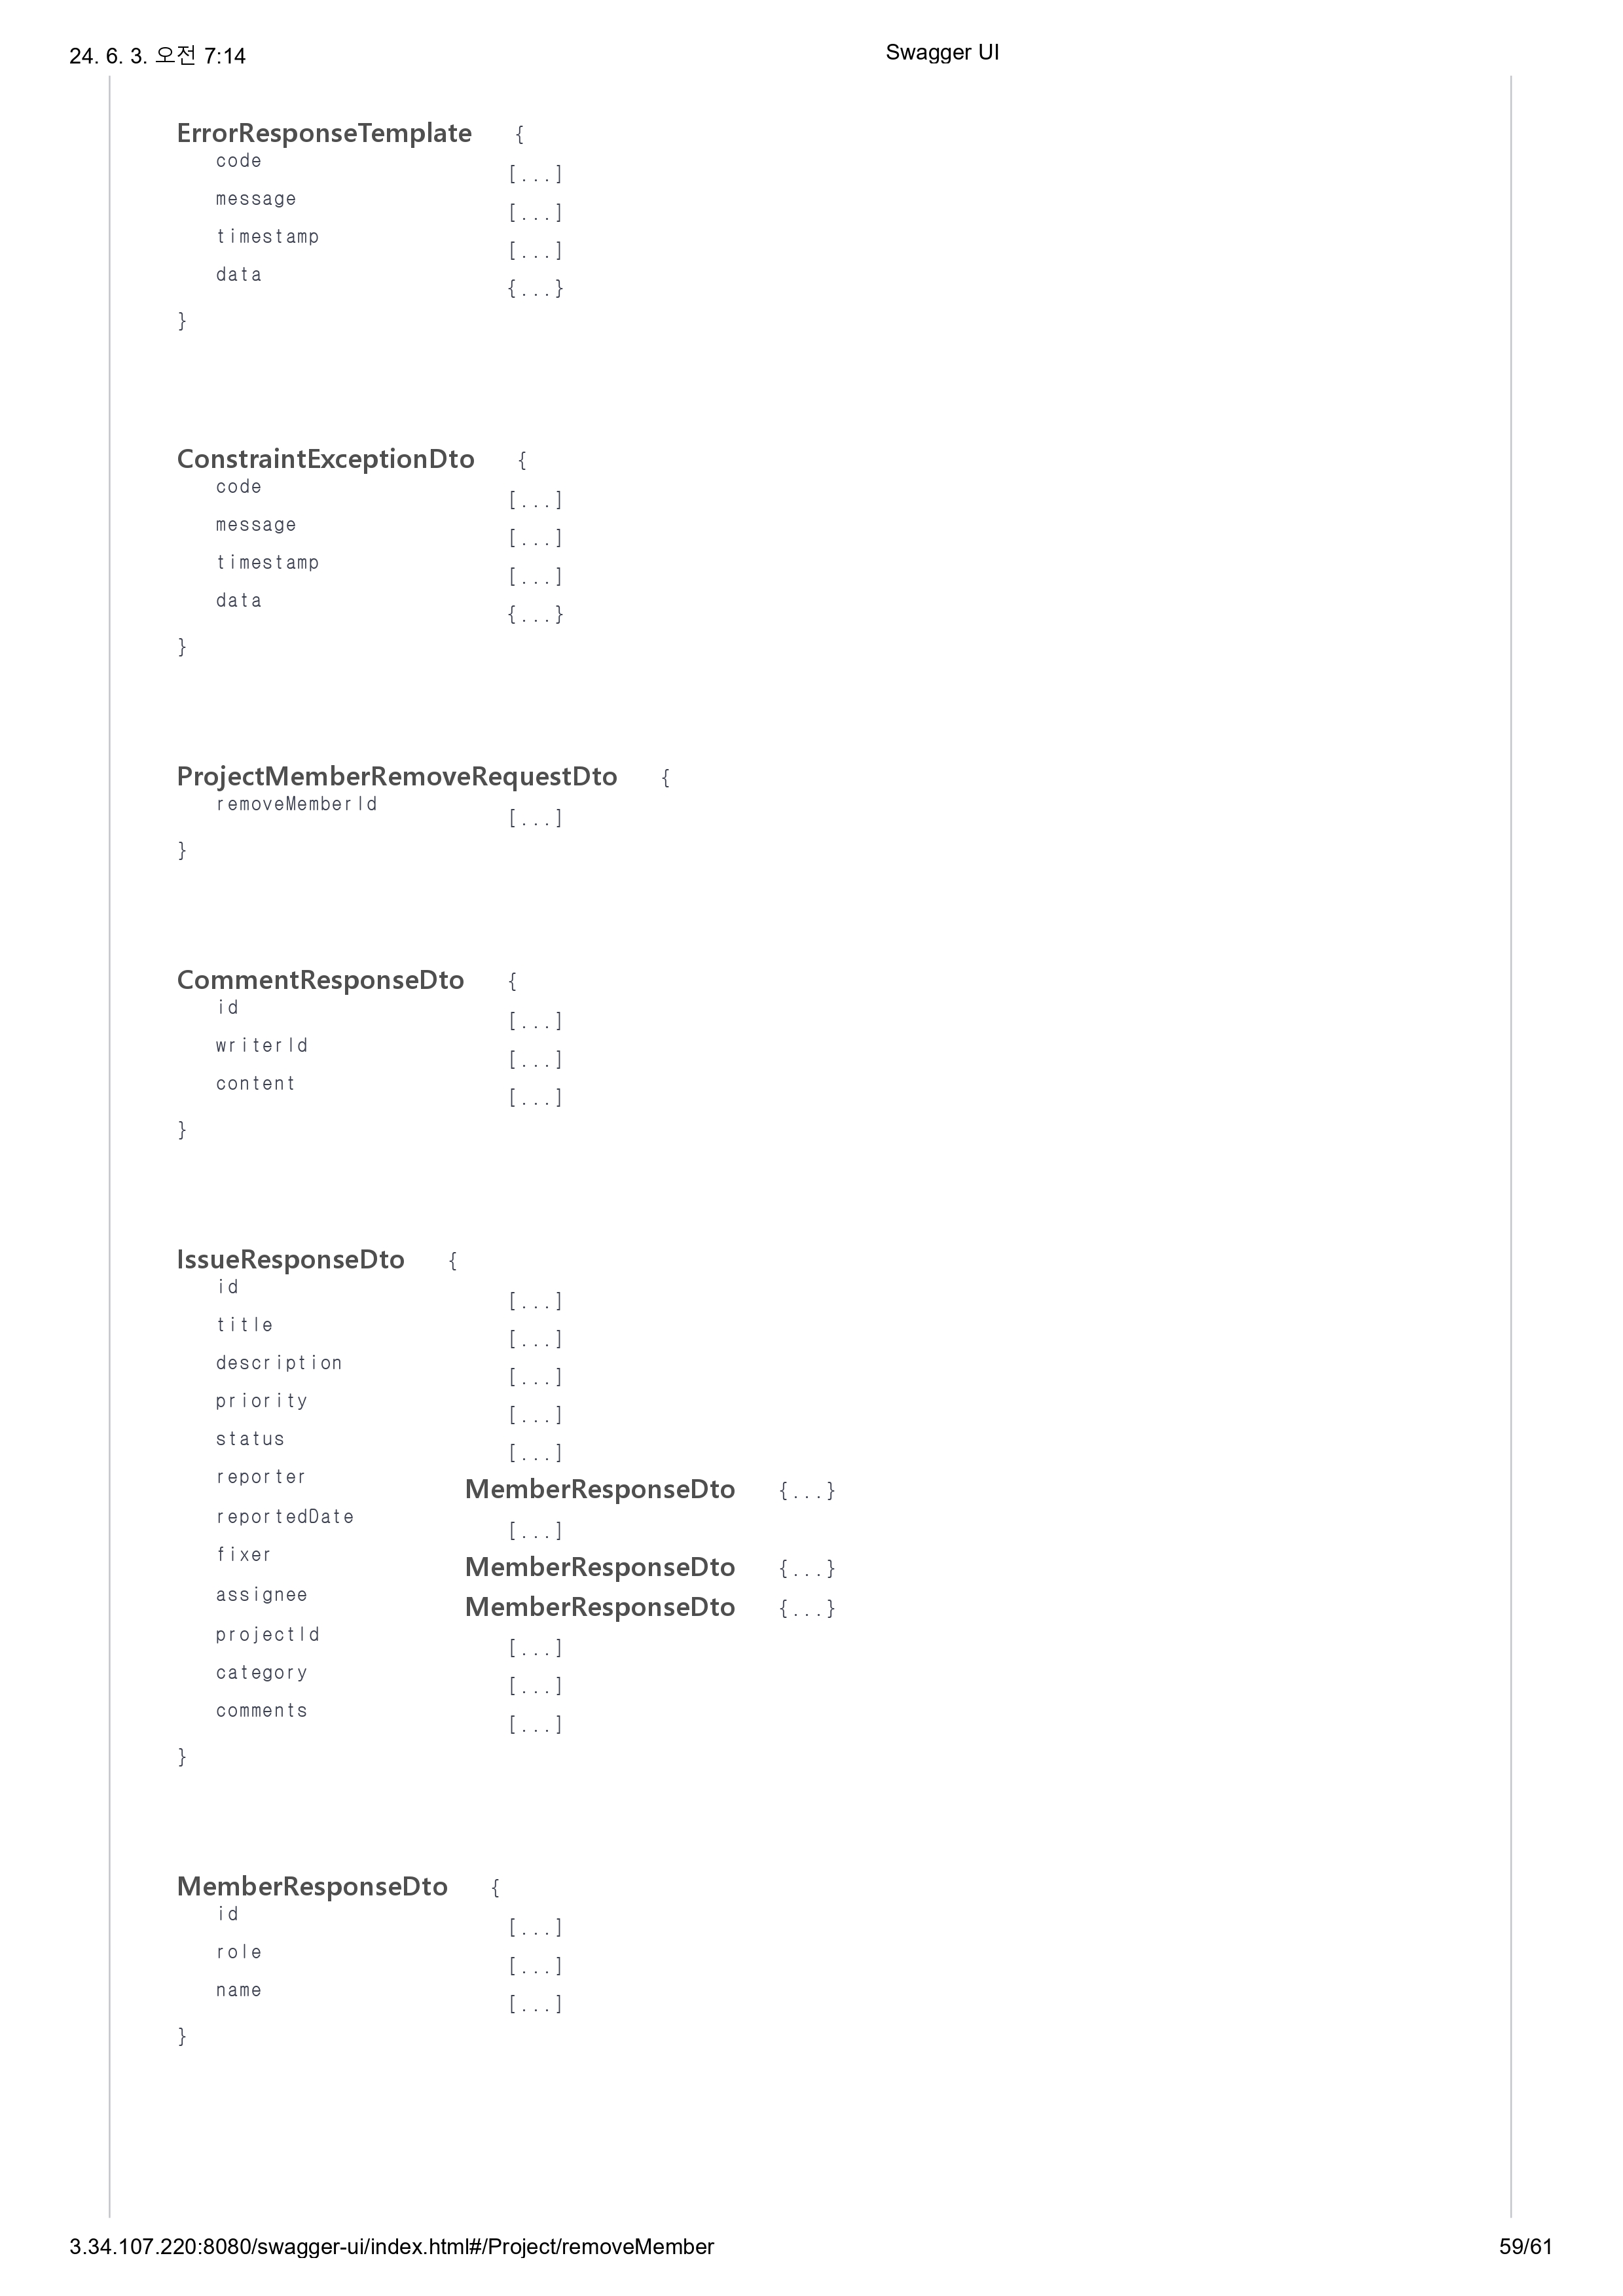 24. 6. 3. 오전 7:14 Swagger UI
ErrorResponseTemplate {
code [...]
message [...]
timestamp [...]
data {...}
}
ConstraintExceptionDto {
code [...]
message [...]
timestamp [...]
data {...}
}
ProjectMemberRemoveRequestDto {
removeMemberId [...]
}
CommentResponseDto {
id [...]
writerId [...]
content [...]
}
IssueResponseDto {
id [...]
title [...]
description [...]
priority [...]
status [...]
reporter MemberResponseDto {...}
reportedDate [...]
fixer MemberResponseDto {...}
assignee MemberResponseDto {...}
projectId [...]
category [...]
comments [...]
}
MemberResponseDto {
id [...]
role [...]
name [...]
}
3.34.107.220:8080/swagger-ui/index.html#/Project/removeMember 59/61